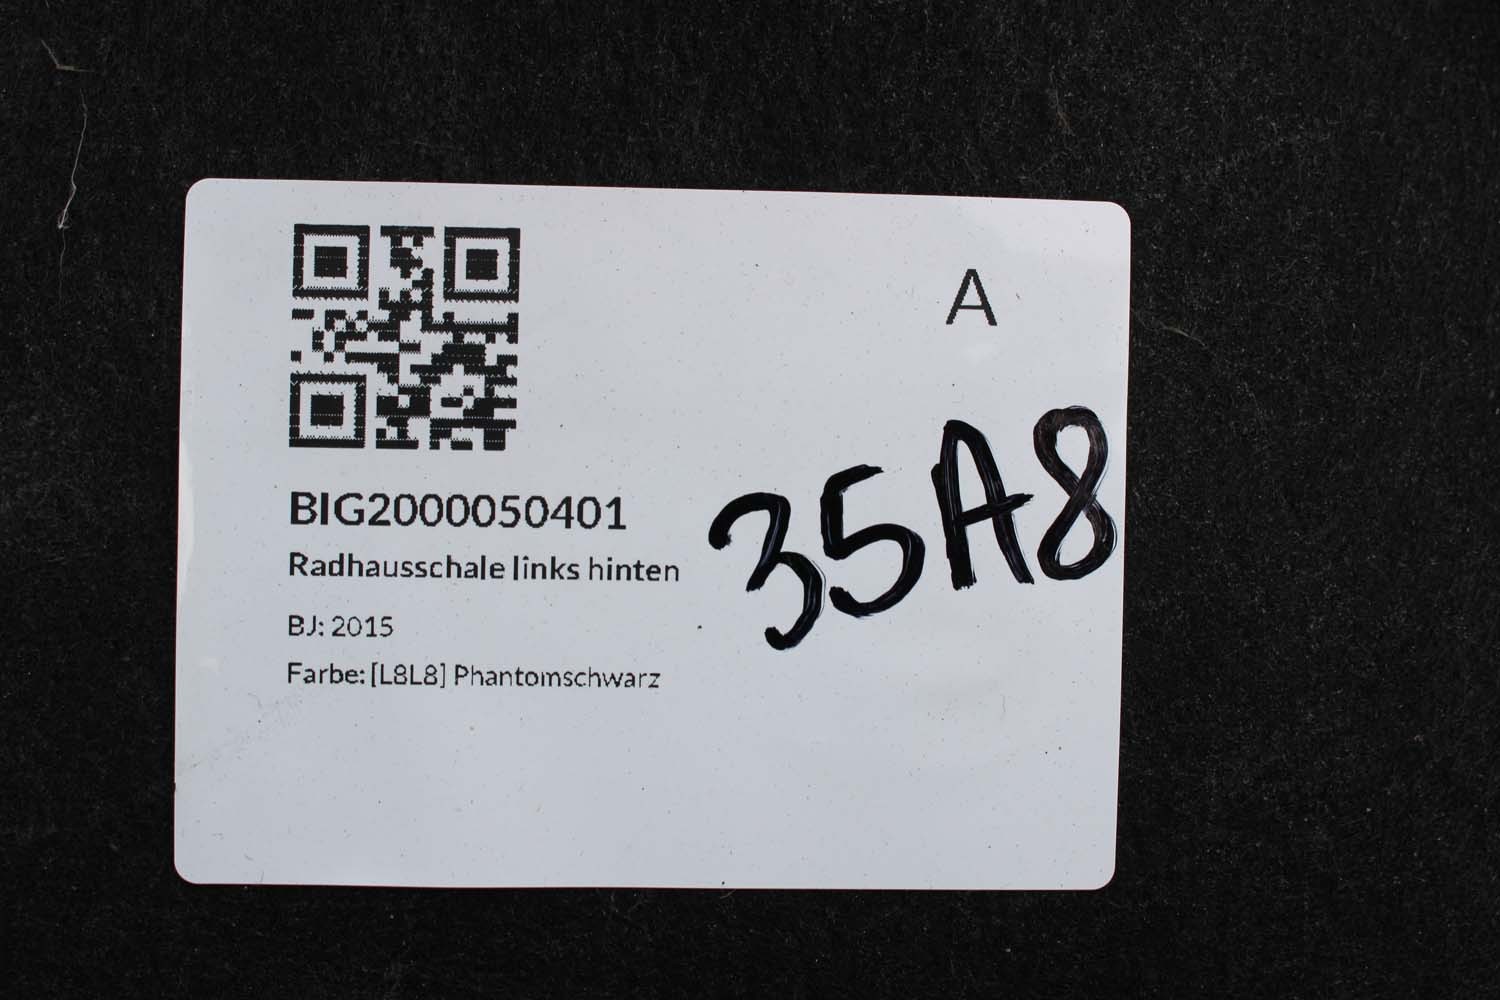 A
BIG2000050401
Radhausschale links hinten
BJ: 2015
Farbe: [L8L8] Phantomschwarz
35A8